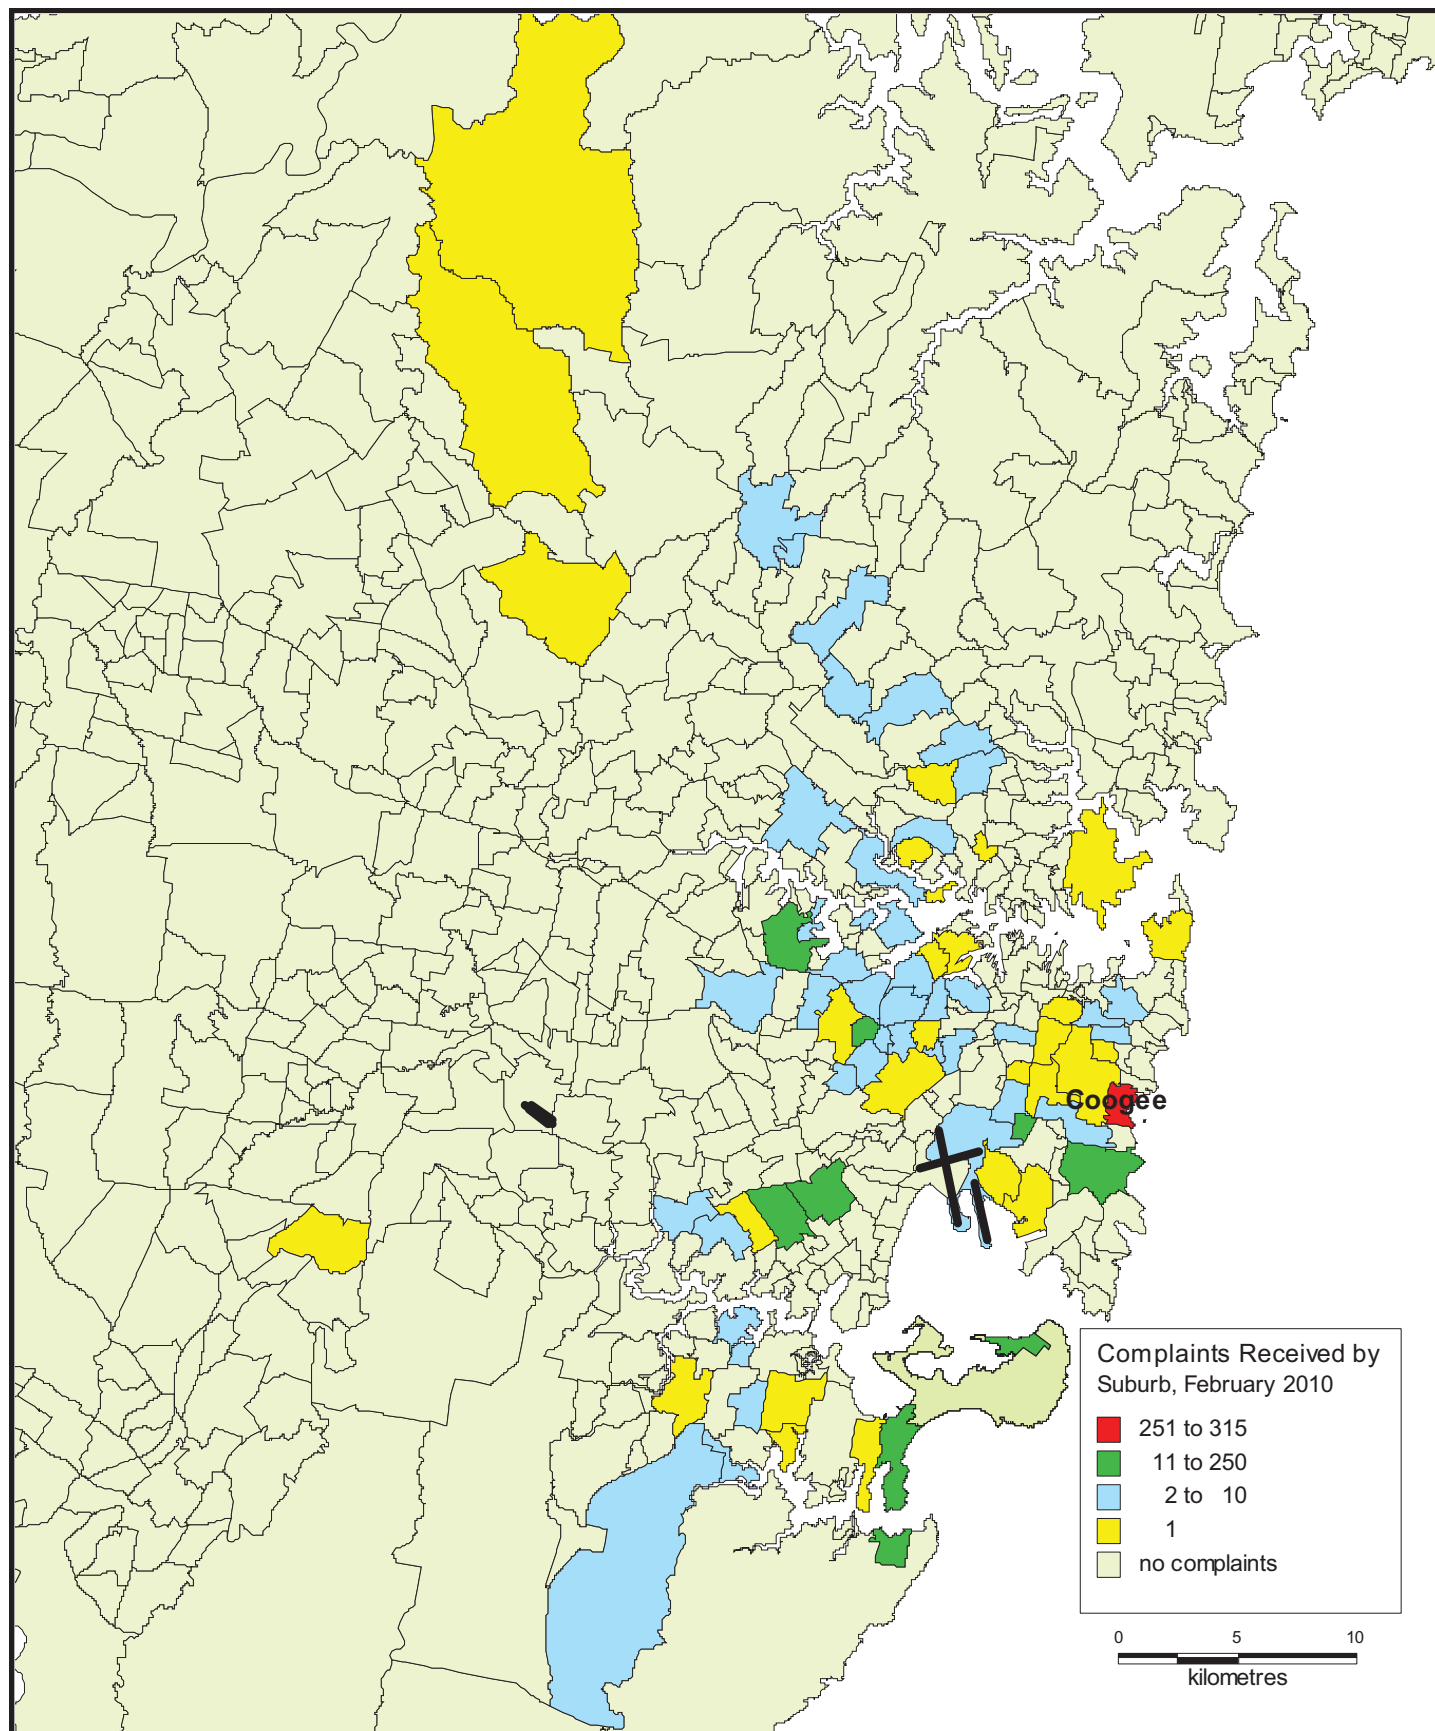 Coogee
Complaints Received by
Suburb, February 2010
251 to 315
11 to 250
2 to 10
1
no complaints
0 5 10
kilometres